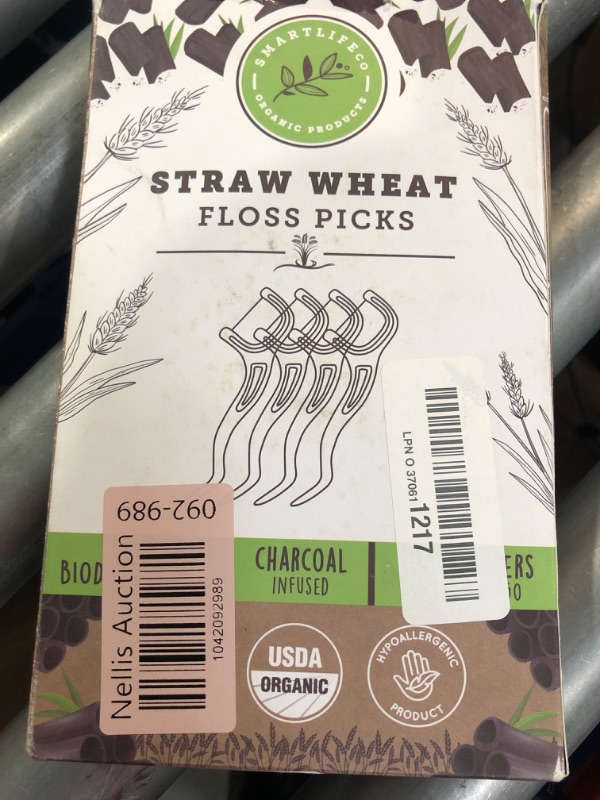 SMARTLIFECO
ORGANIC PRODUCTS
STRAW WHEAT
FLOSS PICKS
LPN O 37061 1217
092-989
Nellis Auction
1042092989
CHARCOAL
INFUSED
USDA
ORGANIC
HYPOALLERGENIC
PRODUCT